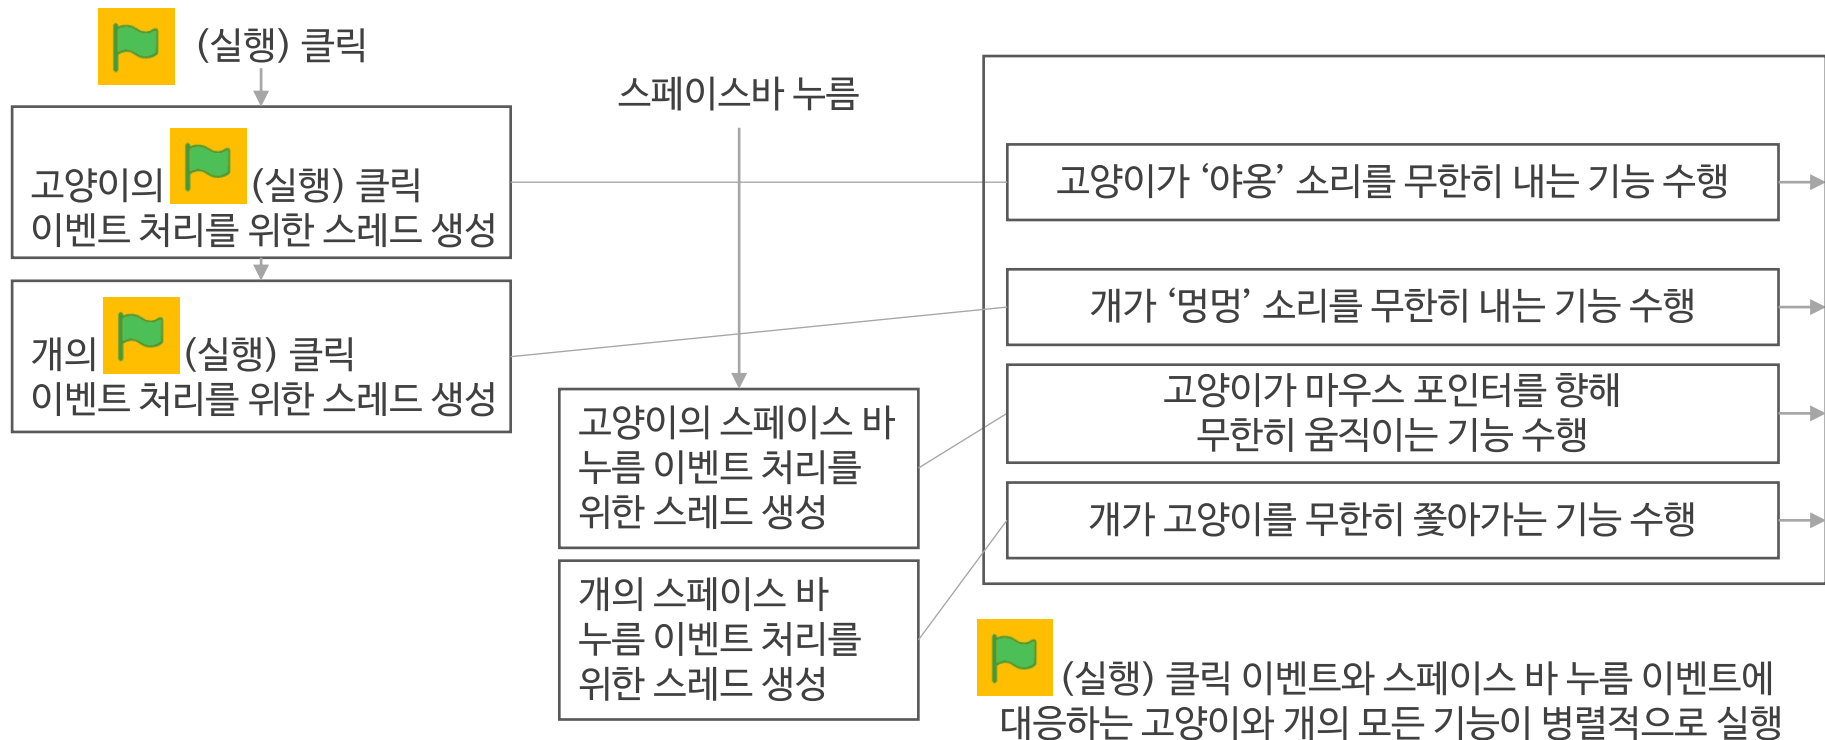 (실행) 클릭
고양이의 (실행) 클릭
이벤트 처리를 위한 스레드 생성
개의 (실행) 클릭
이벤트 처리를 위한 스레드 생성
스페이스바 누름
고양이의 스페이스 바
누름 이벤트 처리를
위한 스레드 생성
개의 스페이스 바
누름 이벤트 처리를
위한 스레드 생성
고양이가 ‘야옹’ 소리를 무한히 내는 기능 수행
개가 ‘멍멍’ 소리를 무한히 내는 기능 수행
고양이가 마우스 포인터를 향해
무한히 움직이는 기능 수행
개가 고양이를 무한히 쫓아가는 기능 수행
(실행) 클릭 이벤트와 스페이스 바 누름 이벤트에
대응하는 고양이와 개의 모든 기능이 병렬적으로 실행